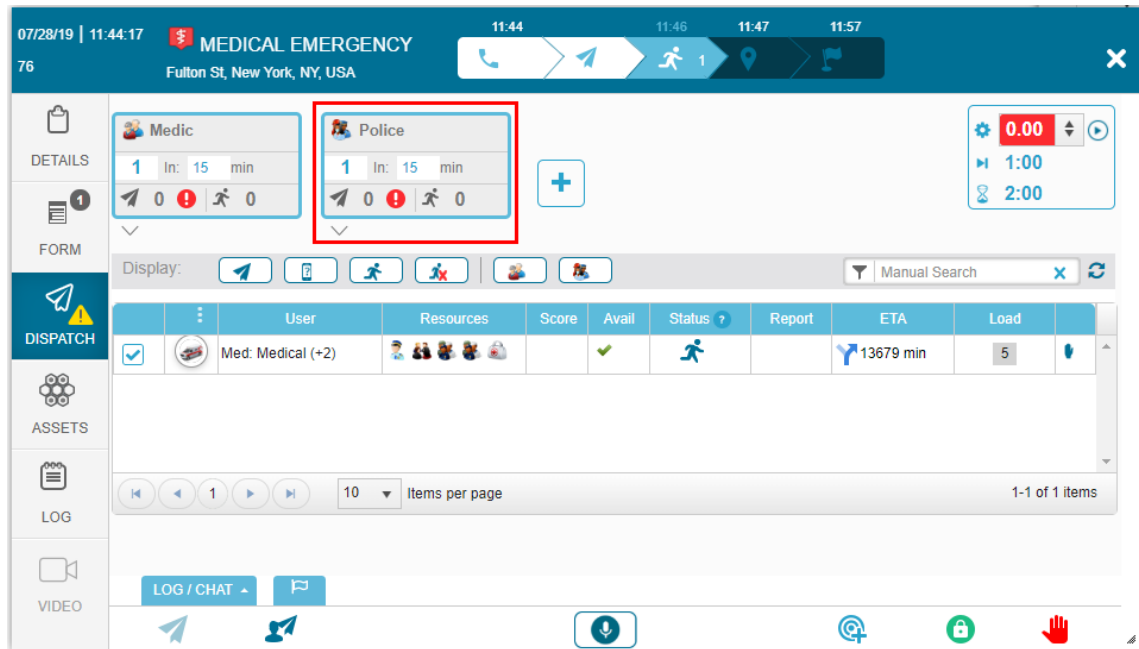 07/28/19 | 11:44:17
76
MEDICAL EMERGENCY
Fulton St, New York, NY, USA
11:44 11:46 11:47 11:57
1
DETAILS
1
FORM
DISPATCH
ASSETS
LOG
VIDEO
Medic
1 In: 15 min
0 0
Police
1 In: 15 min
0 0
0.00
1:00
2:00
Display:
Manual Search
User Resources Score Avail Status ? Report ETA Load
Med: Medical (+2) 13679 min 5
1 10 Items per page 1-1 of 1 items
LOG / CHAT